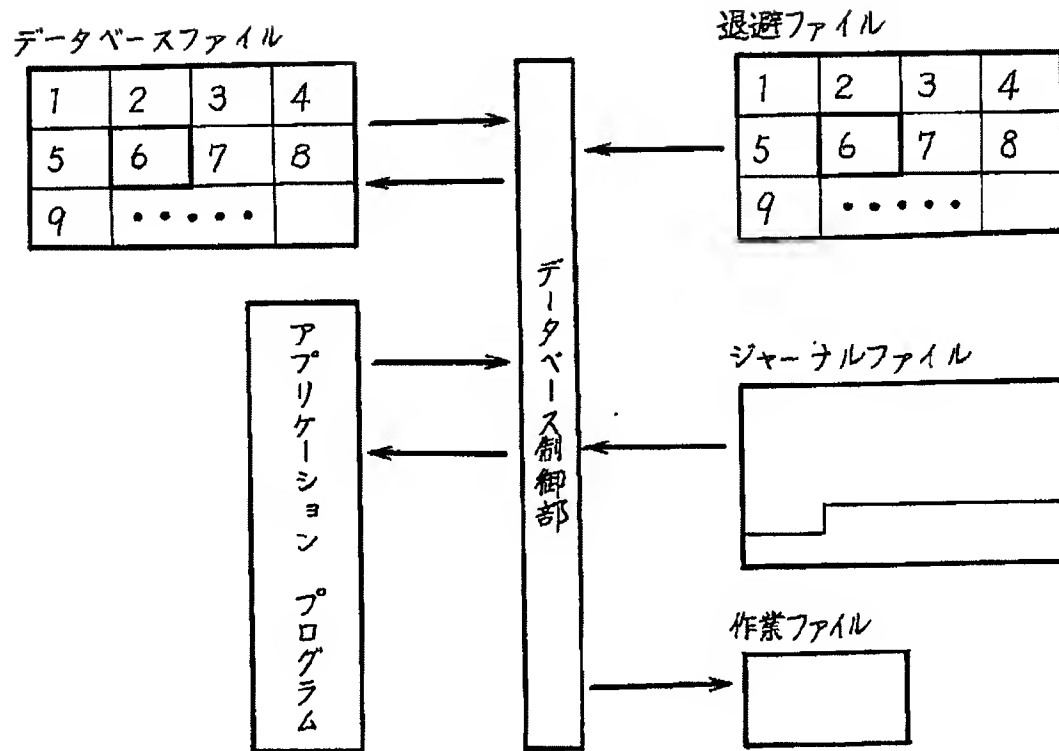 データベースファイル
1 2 3 4
5 6 7 8
9 ・・・・・
退避ファイル
1 2 3 4
5 6 7 8
9 ・・・・・
データベース制御部
アプリケーション プログラム
ジャーナルファイル
作業ファイル